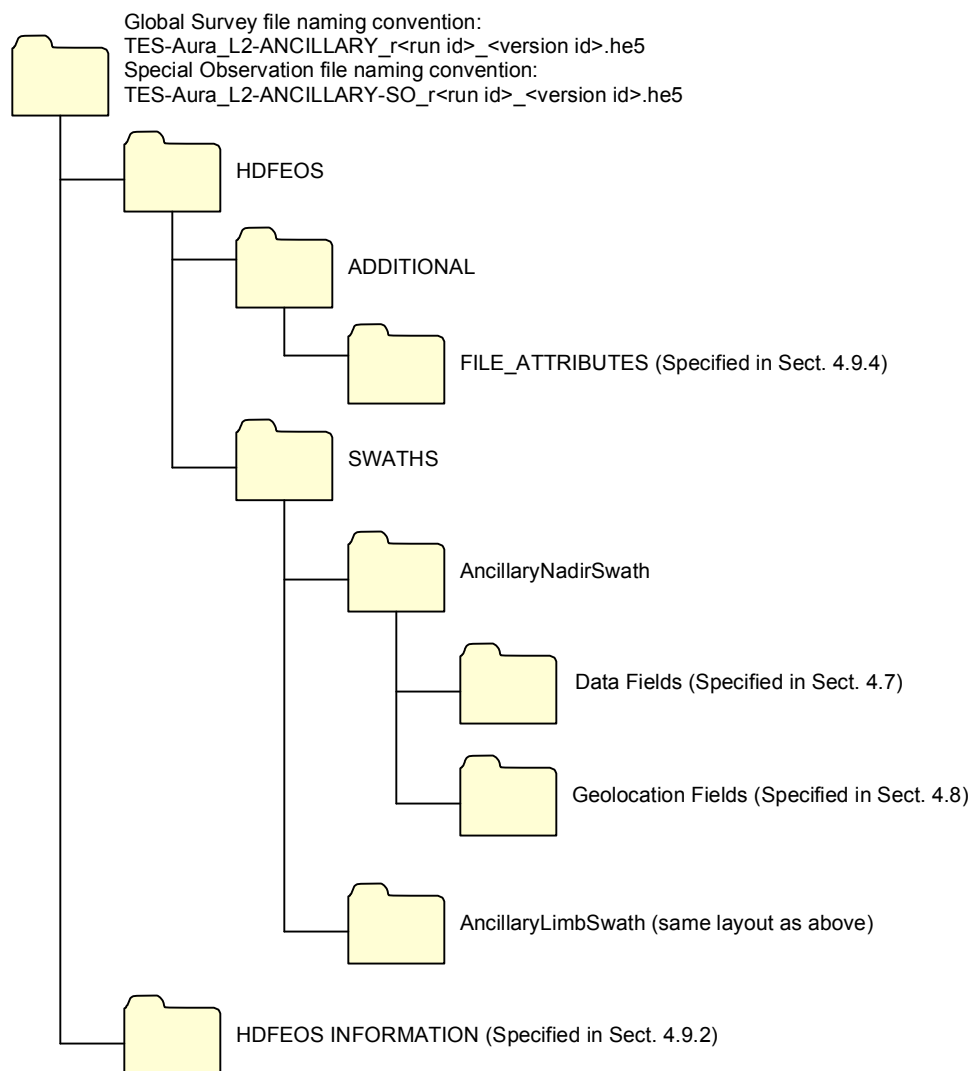 Global Survey file naming convention:
TES-Aura_L2-ANCILLARY_r<run id>_<version id>.he5
Special Observation file naming convention:
TES-Aura_L2-ANCILLARY-SO_r<run id>_<version id>.he5
HDFEOS
ADDITIONAL
FILE_ATTRIBUTES (Specified in Sect. 4.9.4)
SWATHS
AncillaryNadirSwath
Data Fields (Specified in Sect. 4.7)
Geolocation Fields (Specified in Sect. 4.8)
AncillaryLimbSwath (same layout as above)
HDFEOS INFORMATION (Specified in Sect. 4.9.2)